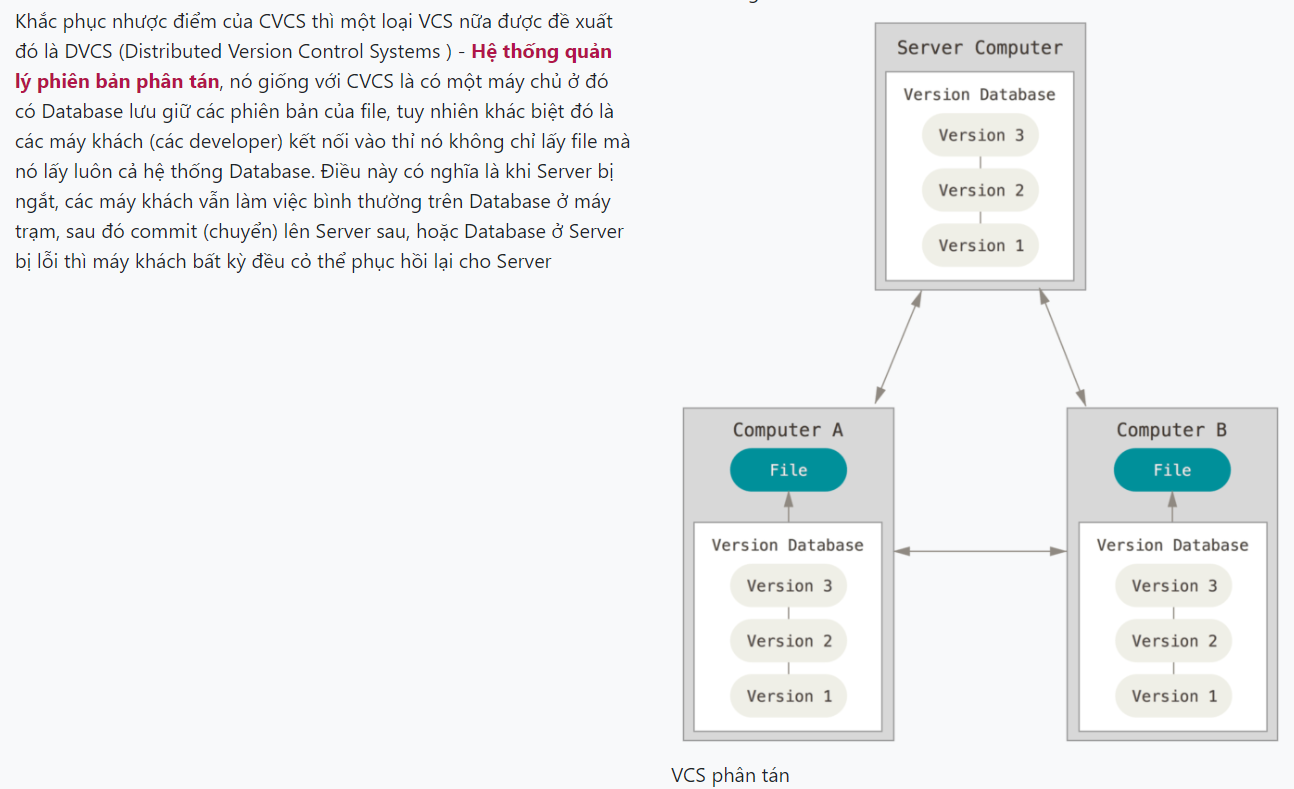 Khắc phục nhược điểm của CVCS thì một loại VCS nữa được đề xuất
đó là DVCS (Distributed Version Control Systems ) - Hệ thống quản
lý phiên bản phân tán, nó giống với CVCS là có một máy chủ ở đó
có Database lưu giữ các phiên bản của file, tuy nhiên khác biệt đó là
các máy khách (các developer) kết nối vào thỉ nó không chỉ lấy file mà
nó lấy luôn cả hệ thống Database. Điều này có nghĩa là khi Server bị
ngắt, các máy khách vẫn làm việc bình thường trên Database ở máy
trạm, sau đó commit (chuyển) lên Server sau, hoặc Database ở Server
bị lỗi thì máy khách bất kỳ đều cỏ thể phục hồi lại cho Server
Server Computer
Version Database
Version 3
Version 2
Version 1
Computer A
File
Version Database
Version 3
Version 2
Version 1
Computer B
File
Version Database
Version 3
Version 2
Version 1
VCS phân tán